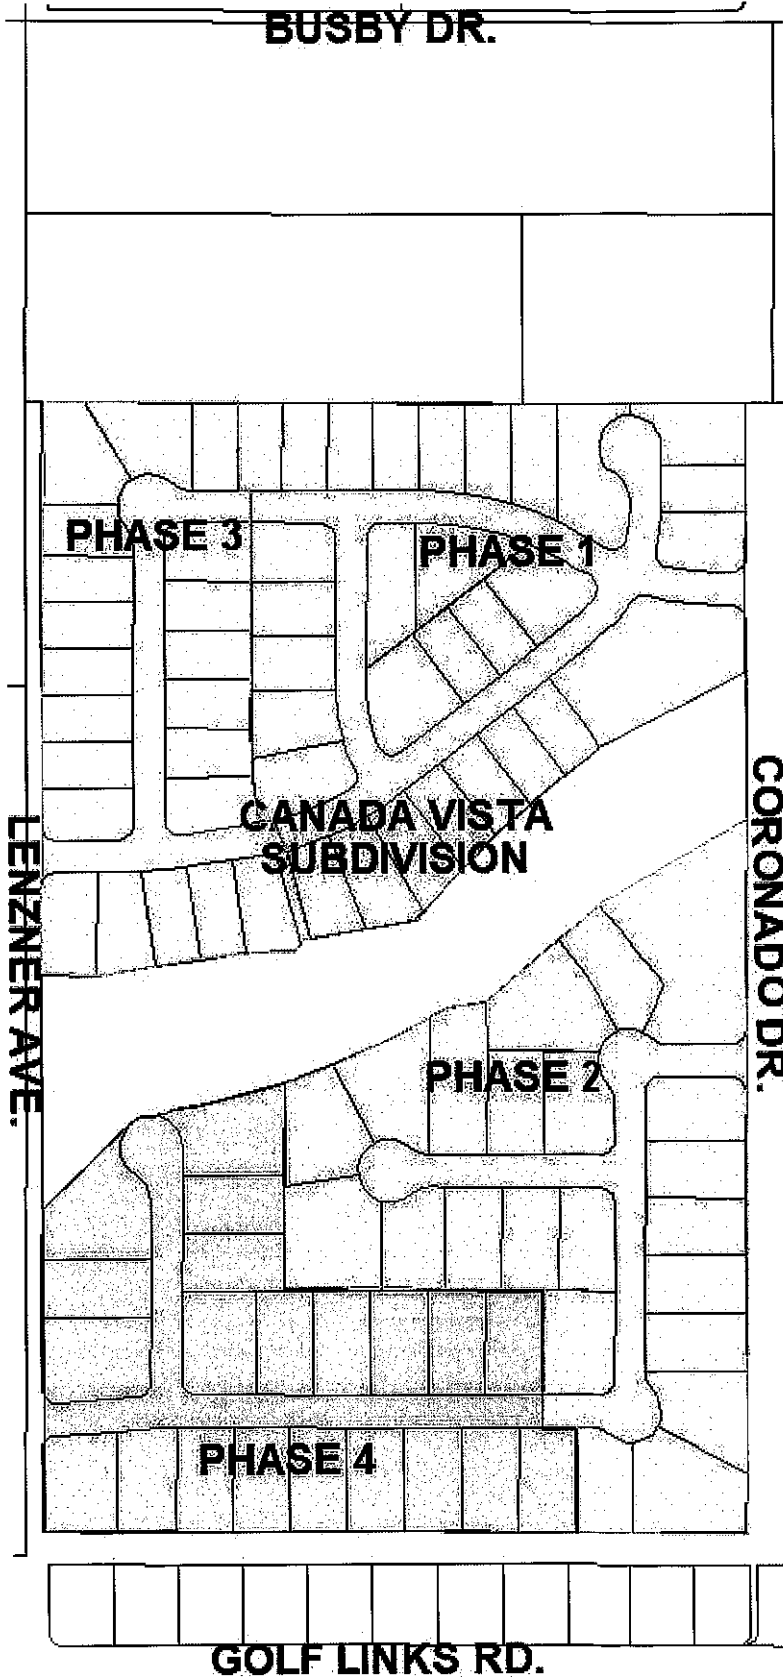 BUSBY DR.
PHASE 3
PHASE 1
CANADA VISTA
SUBDIVISION
LENZNER AVE.
CORONADO DR.
PHASE 2
PHASE 4
GOLF LINKS RD.